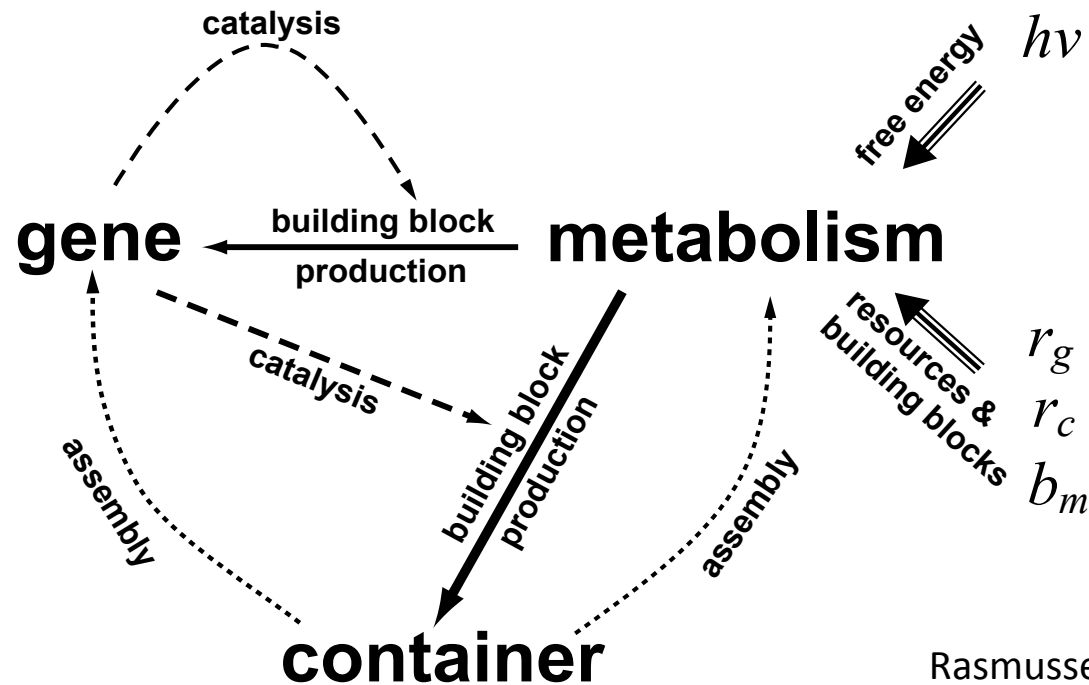 catalysis
hν
free energy
gene
building block
production
metabolism
resources &
building blocks
r_g
r_c
b_m
catalysis
building block
production
assembly
assembly
container